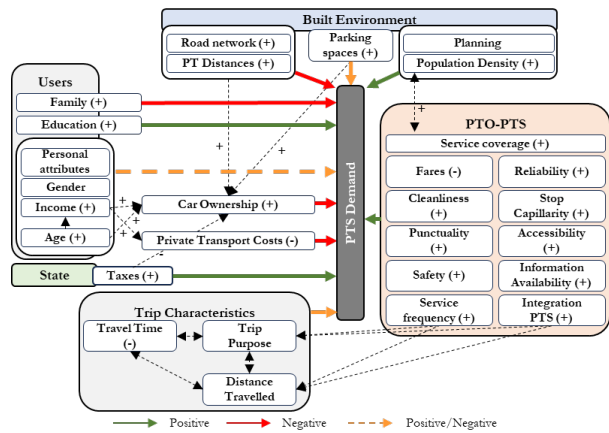 Built Environment
Road network (+)
PT Distances (+)
Parking
spaces (+)
Planning
Population Density (+)
Users
Family (+)
Education (+)
Personal
attributes
Gender
Income (+)
Age (+)
+
+
+
+
+
+
-
Car Ownership (+)
Private Transport Costs (-)
State
Taxes (+)
PTS Demand
PTO-PTS
Service coverage (+)
Fares (-)
Reliability (+)
Cleanliness
(+)
Stop
Capillarity (+)
Punctuality
(+)
Accessibility
(+)
Safety (+)
Information
Availability (+)
Service
frequency (+)
Integration
PTS (+)
Trip Characteristics
Travel Time
(-)
Trip
Purpose
Distance
Travelled
Positive
Negative
Positive/Negative